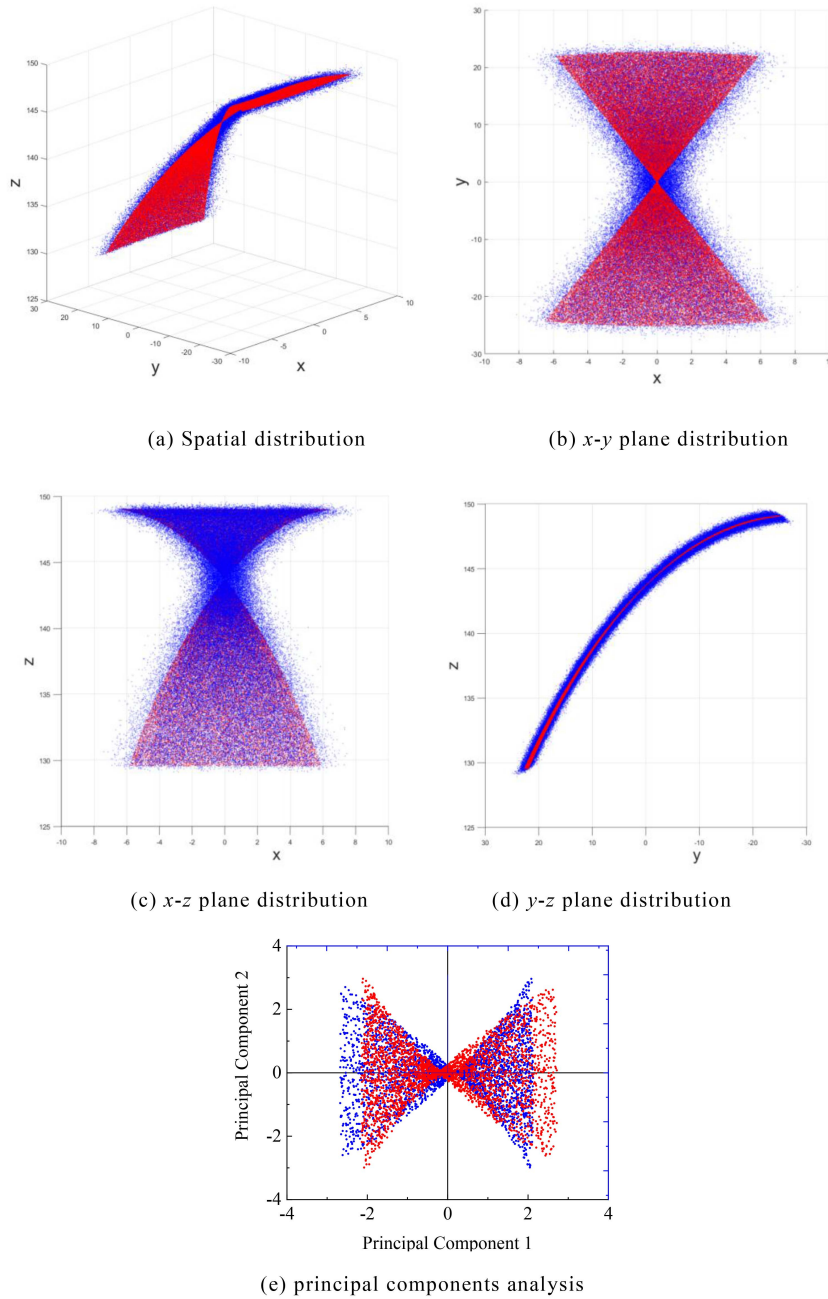 150
145
140
z
135
130
125
30
20
10
0
-10
-20
-30
y
-10
-5
0
5
10
x
30
20
10
y
0
-10
-20
-30
-10 -8 -6 -4 -2 0 2 4 6 8 10
x
(a) Spatial distribution
(b) x-y plane distribution
150
145
140
z
135
130
125
-10 -8 -6 -4 -2 0 2 4 6 8 10
x
150
145
140
z
135
130
125
30 20 10 0 -10 -20 -30
y
(c) x-z plane distribution
(d) y-z plane distribution
4
2
0
-2
-4
Principal Component 2
-4 -2 0 2 4
Principal Component 1
(e) principal components analysis